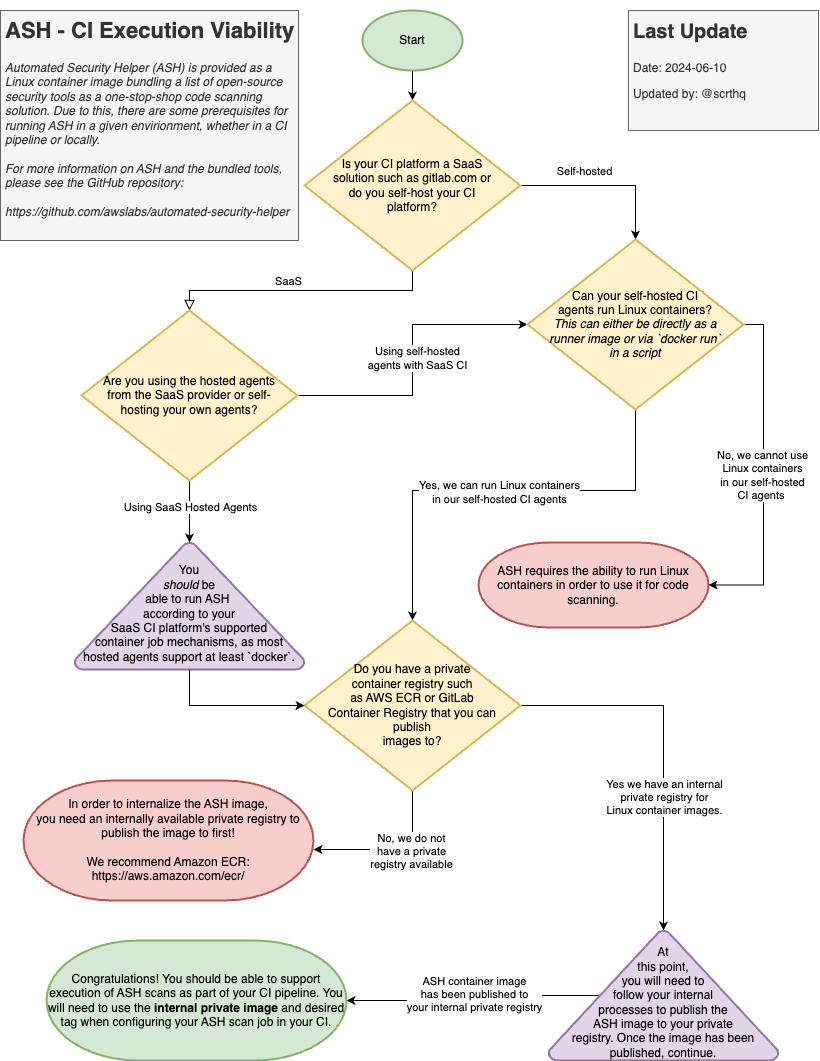 ASH - CI Execution Viability
Automated Security Helper (ASH) is provided as a
Linux container image bundling a list of open-source
security tools as a one-stop-shop code scanning
solution. Due to this, there are some prerequisites for
running ASH in a given envirionment, whether in a CI
pipeline or locally.
For more information on ASH and the bundled tools,
please see the GitHub repository:
https://github.com/awslabs/automated-security-helper
Start
Last Update
Date: 2024-06-10
Updated by: @scrthq
Is your CI platform a SaaS
solution such as gitlab.com or
do you self-host your CI
platform?
Self-hosted
SaaS
Can your self-hosted CI
agents run Linux containers?
This can either be directly as a
runner image or via `docker run`
in a script
Using self-hosted
agents with SaaS CI
Are you using the hosted agents
from the SaaS provider or self-
hosting your own agents?
No, we cannot use
Linux containers
in our self-hosted
CI agents
Yes, we can run Linux containers
in our self-hosted CI agents
Using SaaS Hosted Agents
You
should be
able to run ASH
according to your
SaaS CI platform's supported
container job mechanisms, as most
hosted agents support at least `docker`.
ASH requires the ability to run Linux
containers in order to use it for code
scanning.
Do you have a private
container registry such
as AWS ECR or GitLab
Container Registry that you can
publish
images to?
Yes we have an internal
private registry for
Linux container images.
In order to internalize the ASH image,
you need an internally available private registry to
publish the image to first!
We recommend Amazon ECR:
https://aws.amazon.com/ecr/
No, we do not
have a private
registry available
At
this point,
you will need to
follow your internal
processes to publish the
ASH image to your private
registry. Once the image has been
published, continue.
ASH container image
has been published to
your internal private registry
Congratulations! You should be able to support
execution of ASH scans as part of your CI pipeline. You
will need to use the internal private image and desired
tag when configuring your ASH scan job in your CI.